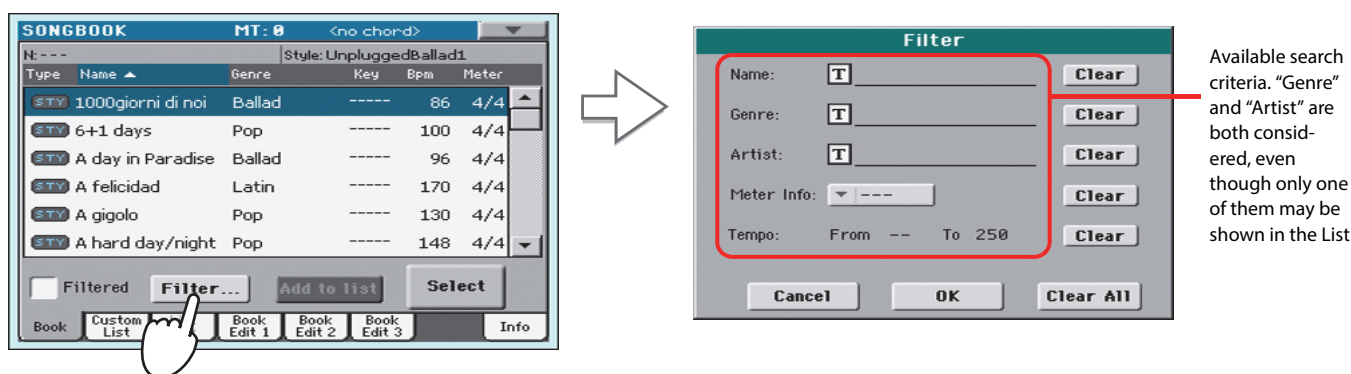 SONGBOOK MT: 0 <no chord>
N: --- Style: UnpluggedBallad1
Type Name Genre Key Bpm Meter
STY 1000giorni di noi Ballad ----- 86 4/4
STY 6+1 days Pop ----- 100 4/4
STY A day in Paradise Ballad ----- 96 4/4
STY A felicidad Latin ----- 170 4/4
STY A gigolo Pop ----- 130 4/4
STY A hard day/night Pop ----- 148 4/4
Filtered Filter... Add to list Select
Book Custom List Book Edit 1 Book Edit 2 Book Edit 3 Info
Filter
Name: T Clear
Genre: T Clear
Artist: T Clear
Meter Info: --- Clear
Tempo: From -- To 250 Clear
Cancel OK Clear All
Available search
criteria. “Genre”
and “Artist” are
both consid-
ered, even
though only one
of them may be
shown in the List